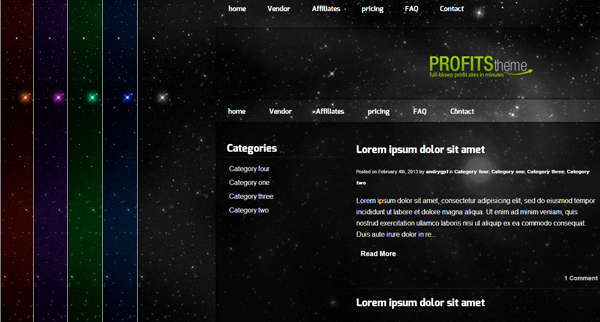 home Vendor Affiliates pricing FAQ Contact
PROFITStheme
full-blown profit sites in minutes
home Vendor Affiliates pricing FAQ Contact
Categories
Category four
Category one
Category three
Category two
Lorem ipsum dolor sit amet
Posted on February 4th, 2013 by andrygpf in Category four, Category one, Category three, Category
two
Lorem ipsum dolor sit amet, consectetur adipisicing elit, sed do eiusmod tempor
incididunt ut labore et dolore magna aliqua. Ut enim ad minim veniam, quis
nostrud exercitation ullamco laboris nisi ut aliquip ex ea commodo consequat.
Duis aute irure dolor in re...
Read More
1 Comment
Lorem ipsum dolor sit amet